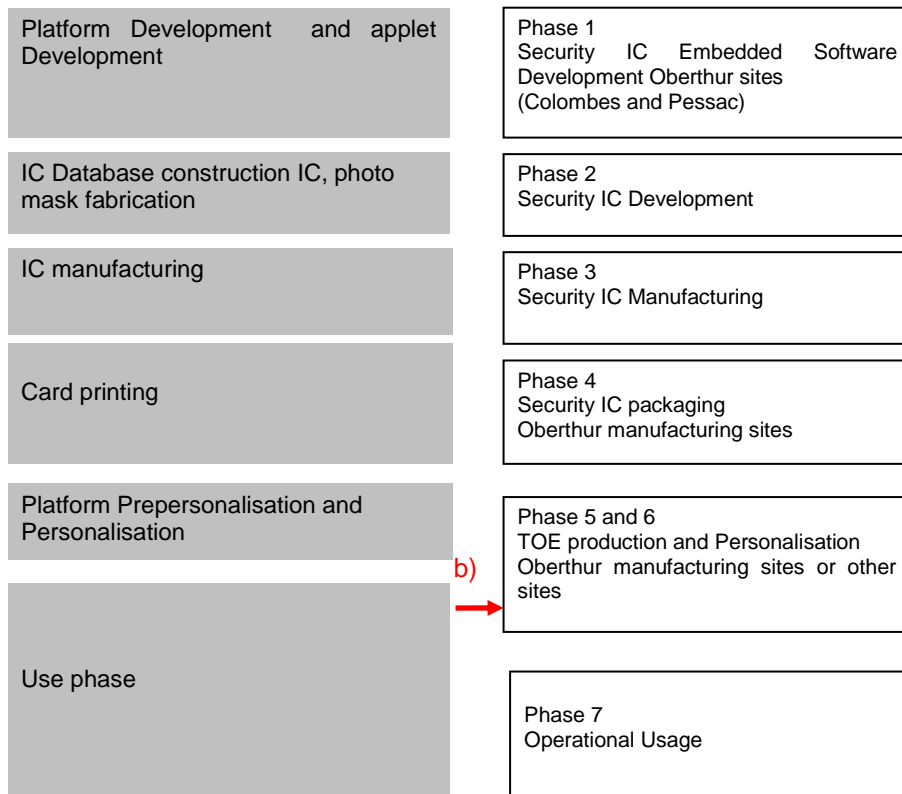 Platform Development and applet
Development
Phase 1
Security IC Embedded Software
Development Oberthur sites
(Colombes and Pessac)
IC Database construction IC, photo
mask fabrication
Phase 2
Security IC Development
IC manufacturing
Phase 3
Security IC Manufacturing
Card printing
Phase 4
Security IC packaging
Oberthur manufacturing sites
Platform Prepersonalisation and
Personalisation
b)
Phase 5 and 6
TOE production and Personalisation
Oberthur manufacturing sites or other
sites
Use phase
Phase 7
Operational Usage